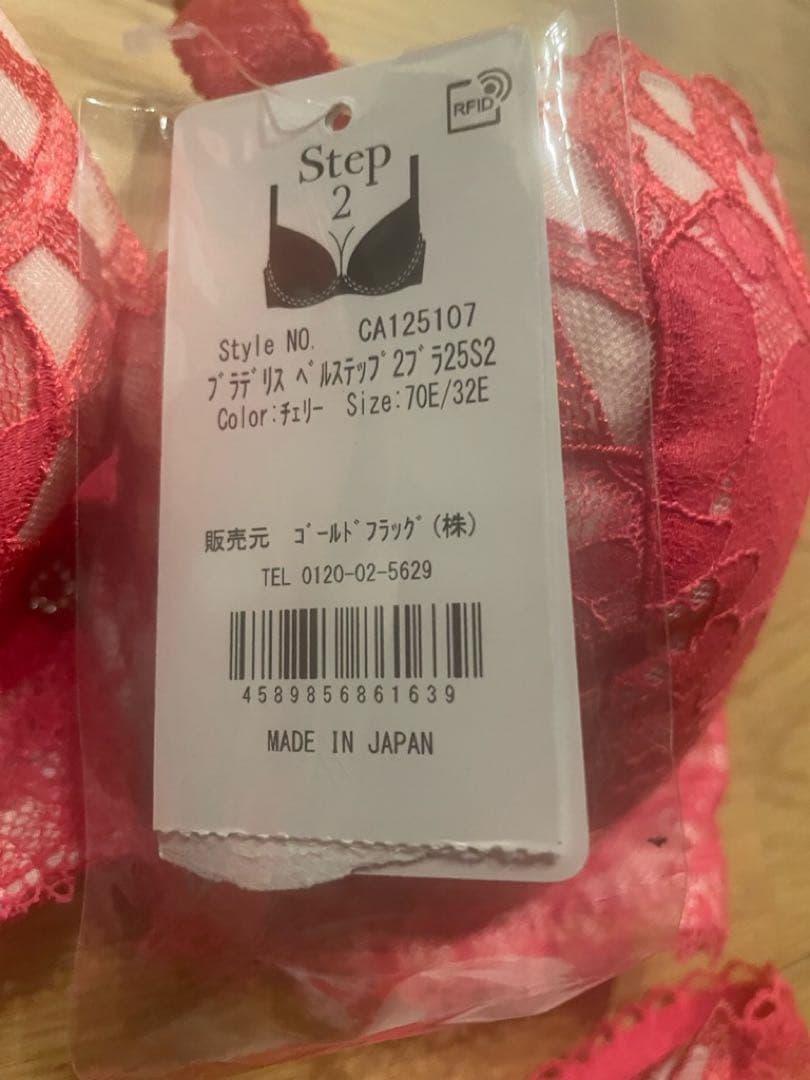 RFID
Step
2
Style NO. CA125107
ﾌﾞﾗﾃﾞﾘｽ ﾍﾞﾙｽﾃｯﾌﾟ2ﾌﾞﾗ25S2
Color:ﾁｪﾘｰ Size:70E/32E
販売元 ｺﾞｰﾙﾄﾞﾌﾗｯｸﾞ(株)
TEL 0120-02-5629
4589856861639
MADE IN JAPAN